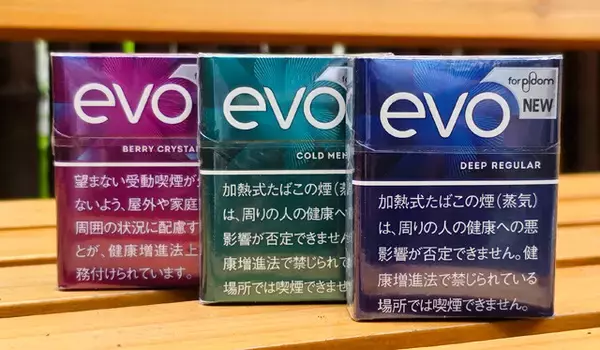 evo
BERRY CRYSTA
望まない受動喫煙が
ないよう、屋外や家庭
周囲の状況に配慮す
とが、健康増進法上
務付けられています。
evo
COLD MEN
加熱式たばこの煙(蒸
は、周りの人の健康への
影響が否定できません
康増進法で禁じられて
場所では喫煙できませ
evo
for ploom
NEW
DEEP REGULAR
加熱式たばこの煙(蒸気)
は、周りの人の健康への悪
影響が否定できません。健
康増進法で禁じられている
場所では喫煙できません。